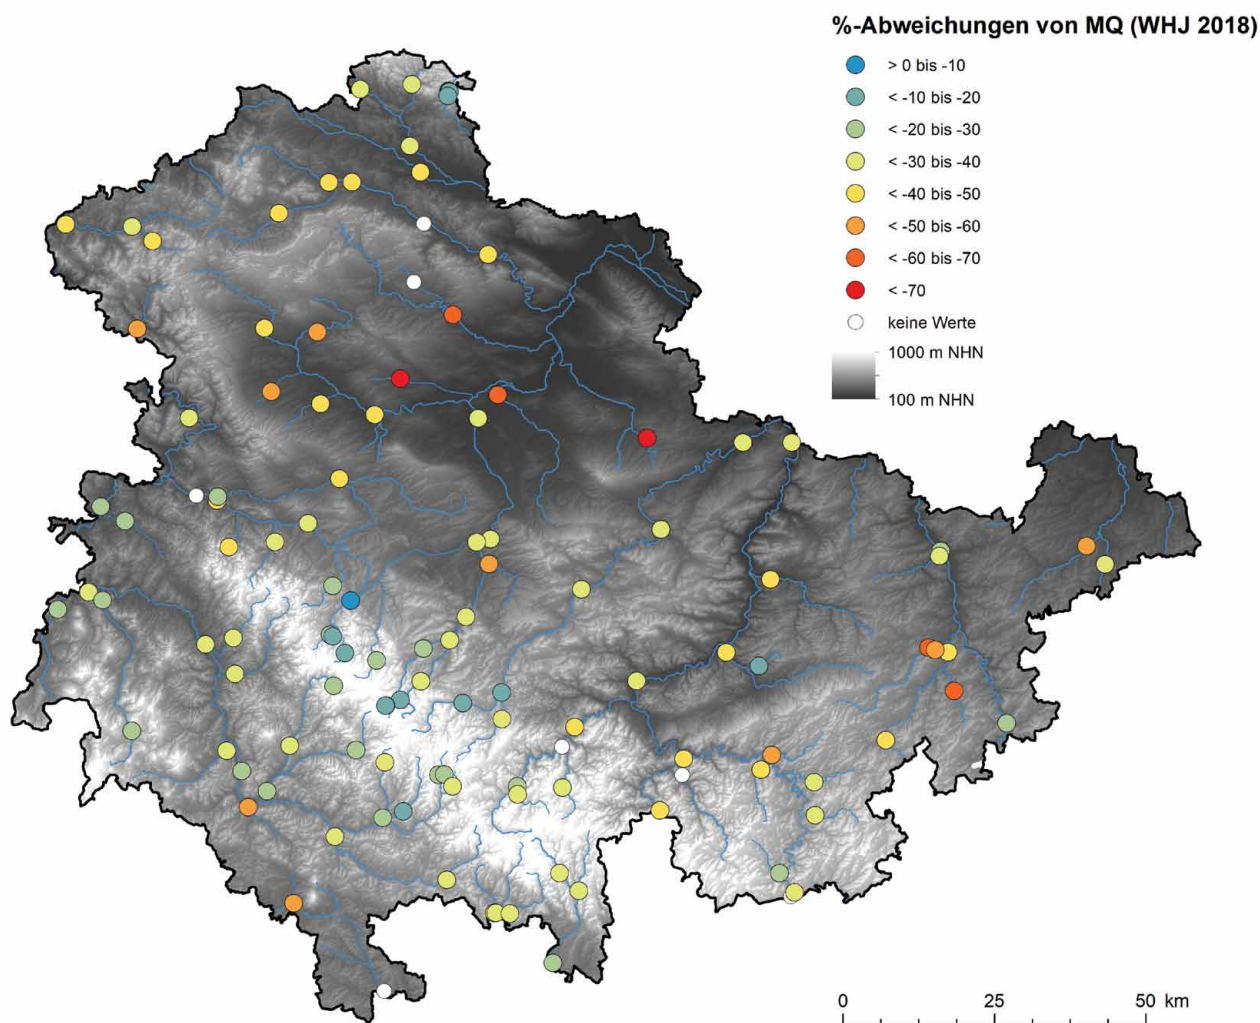 %-Abweichungen von MQ (WHJ 2018)
> 0 bis -10
< -10 bis -20
< -20 bis -30
< -30 bis -40
< -40 bis -50
< -50 bis -60
< -60 bis -70
< -70
keine Werte
1000 m NHN
100 m NHN
0 25 50 km